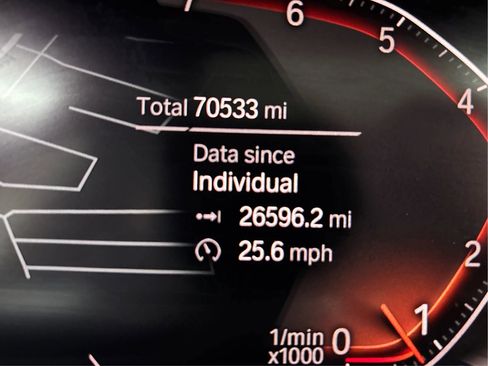 7
6
5
4
Total 70533 mi
Data since
Individual
26596.2 mi
25.6 mph
2
1
1/min 0
x1000